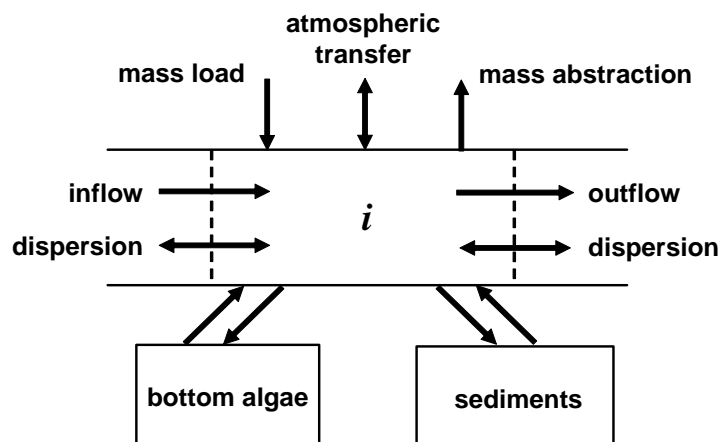 atmospheric
transfer
mass load
mass abstraction
inflow
i
outflow
dispersion
dispersion
bottom algae
sediments